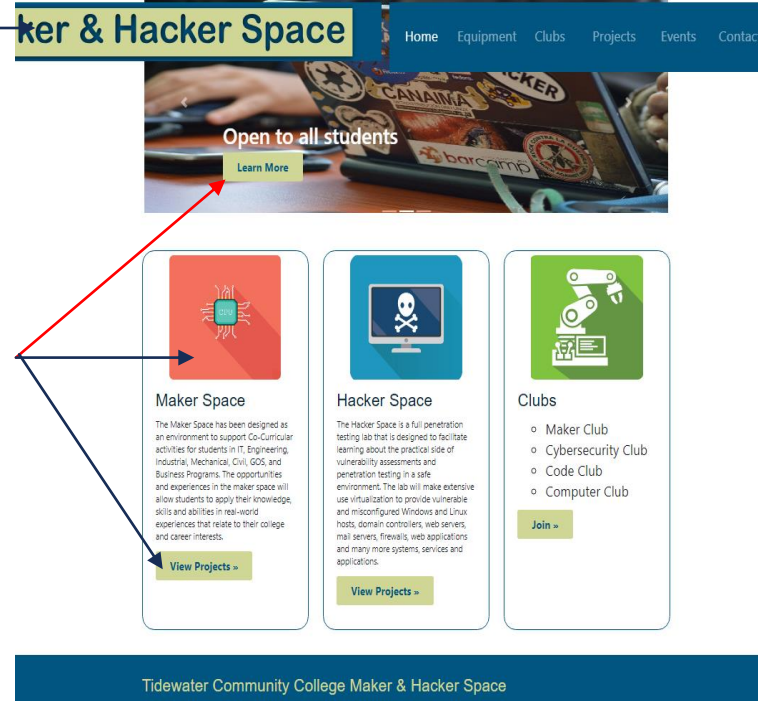 ker & Hacker Space
Home Equipment Clubs Projects Events Contac
CKER
CANAIMA
barcamp
Open to all students
Learn More
CPU
Maker Space
The Maker Space has been designed as
an environment to support Co-Curricular
activities for students in IT, Engineering,
Industrial, Mechanical, Civil, GOS, and
Business Programs. The opportunities
and experiences in the maker space will
allow students to apply their knowledge,
skills and abilities in real-world
experiences that relate to their college
and career interests.
View Projects »
Hacker Space
The Hacker Space is a full penetration
testing lab that is designed to facilitate
learning about the practical side of
vunerability assessments and
penetration testing in a safe
environment. The lab will make extensive
use virtualization to provide vunerable
and misconfigured Windows and Linux
hosts, domain controllers, web servers,
mail servers, firewalls, web applications
and many more systems, services and
applications.
View Projects »
Clubs
Maker Club
Cybersecurity Club
Code Club
Computer Club
Join »
Tidewater Community College Maker & Hacker Space